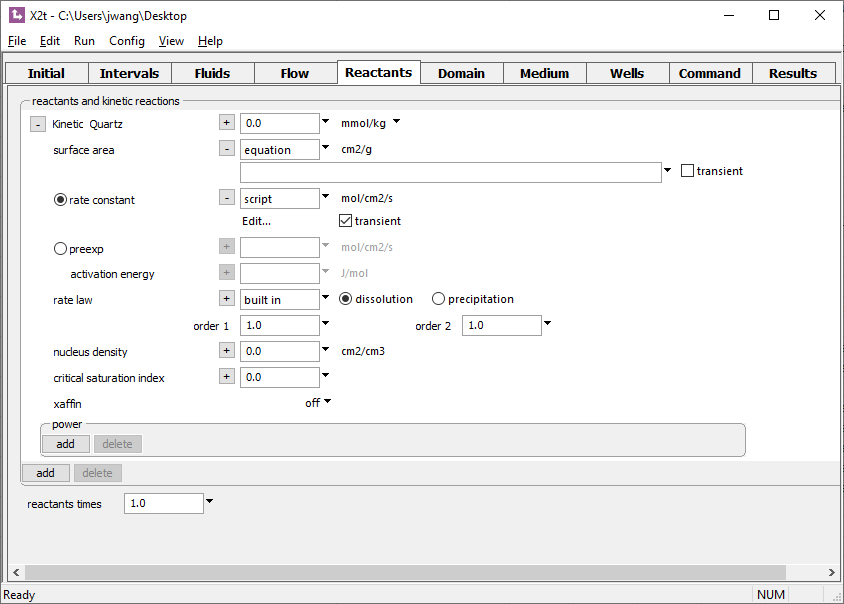 X2t - C:\Users\jwang\Desktop
File Edit Run Config View Help
Initial Intervals Fluids Flow Reactants Domain Medium Wells Command Results
reactants and kinetic reactions
- Kinetic Quartz + 0.0 mmol/kg
surface area - equation cm2/g
transient
rate constant - script mol/cm2/s
Edit... transient
preexp + mol/cm2/s
activation energy + J/mol
rate law + built in dissolution precipitation
order 1 1.0 order 2 1.0
nucleus density + 0.0 cm2/cm3
critical saturation index + 0.0
xaffin off
power
add delete
add delete
reactants times 1.0
Ready NUM